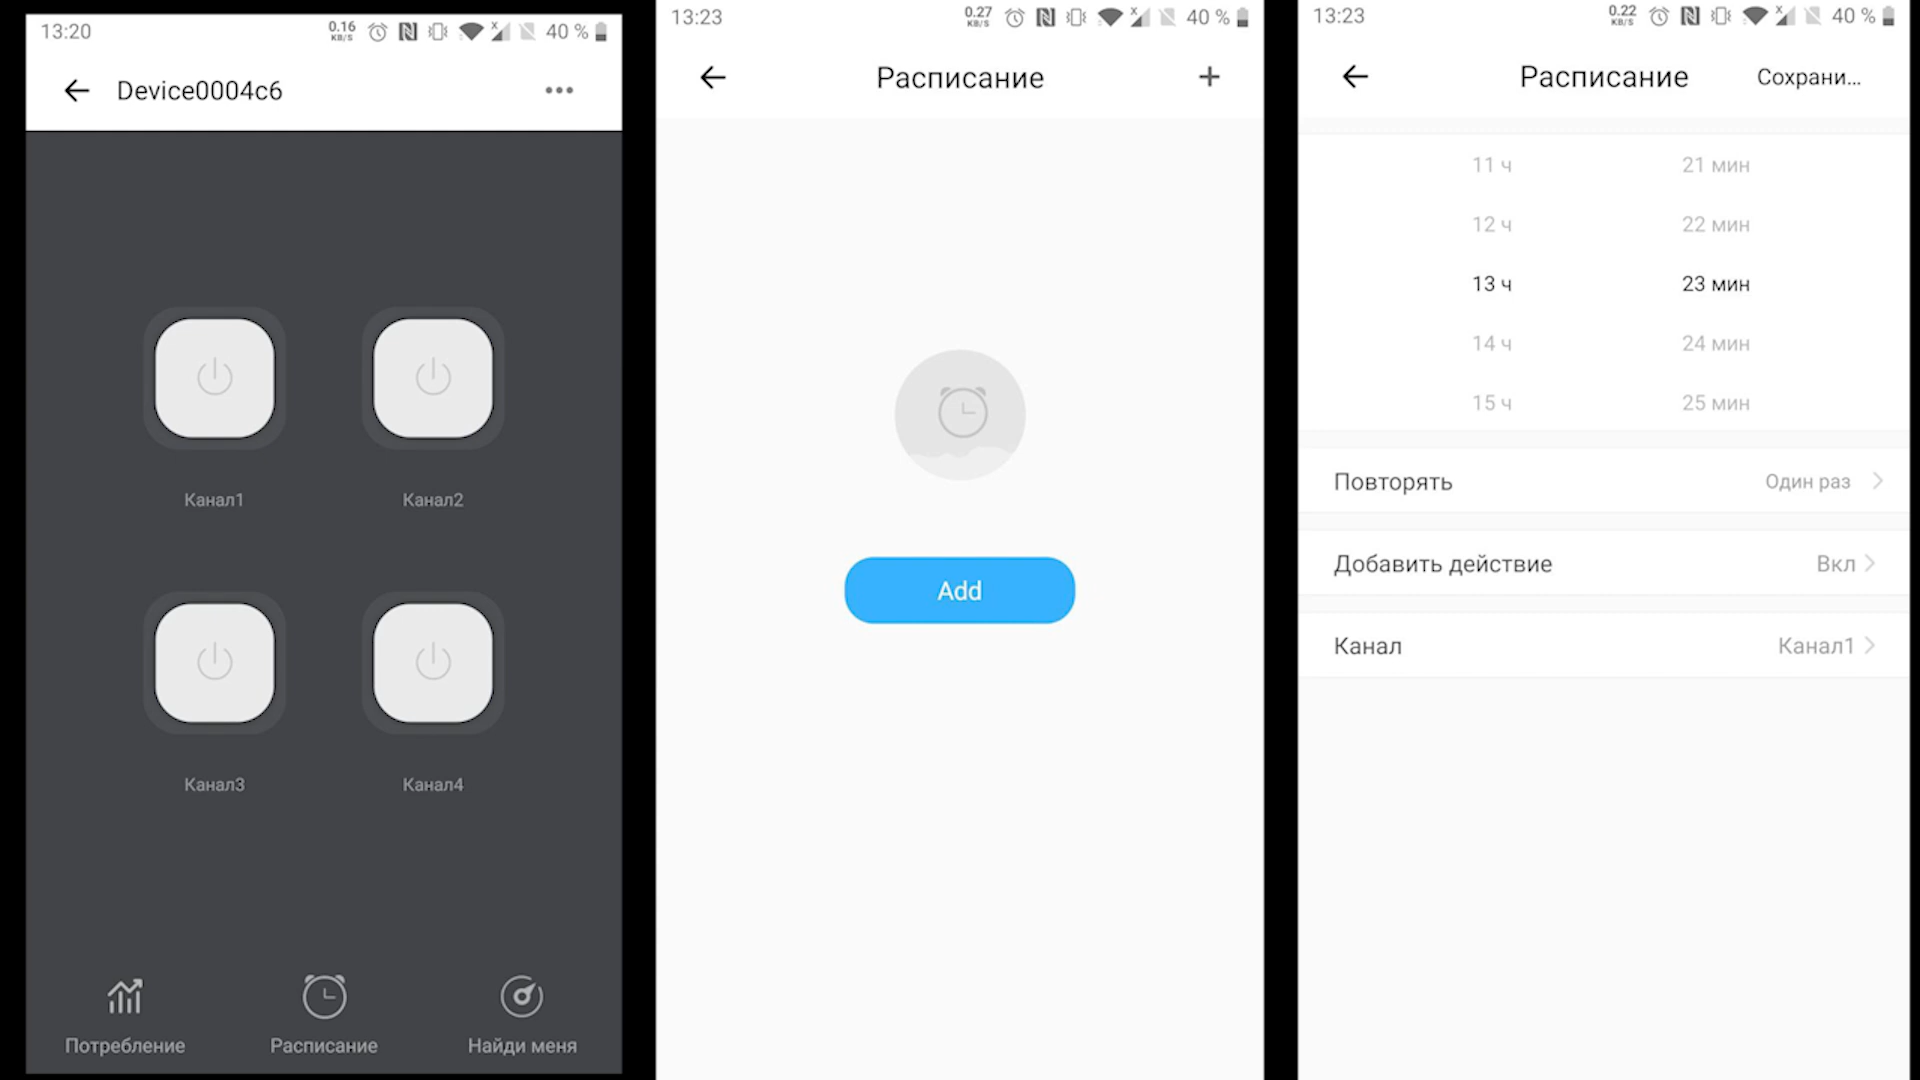 13:20
0.16
KB/S
40 %
Device0004c6
Канал1
Канал2
Канал3
Канал4
Потребление
Расписание
Найди меня
13:23
0.27
KB/S
40 %
Расписание
Add
13:23
0.22
KB/S
40 %
Расписание
Сохрани...
11 ч 21 мин
12 ч 22 мин
13 ч 23 мин
14 ч 24 мин
15 ч 25 мин
Повторять Один раз
Добавить действие Вкл
Канал Канал1